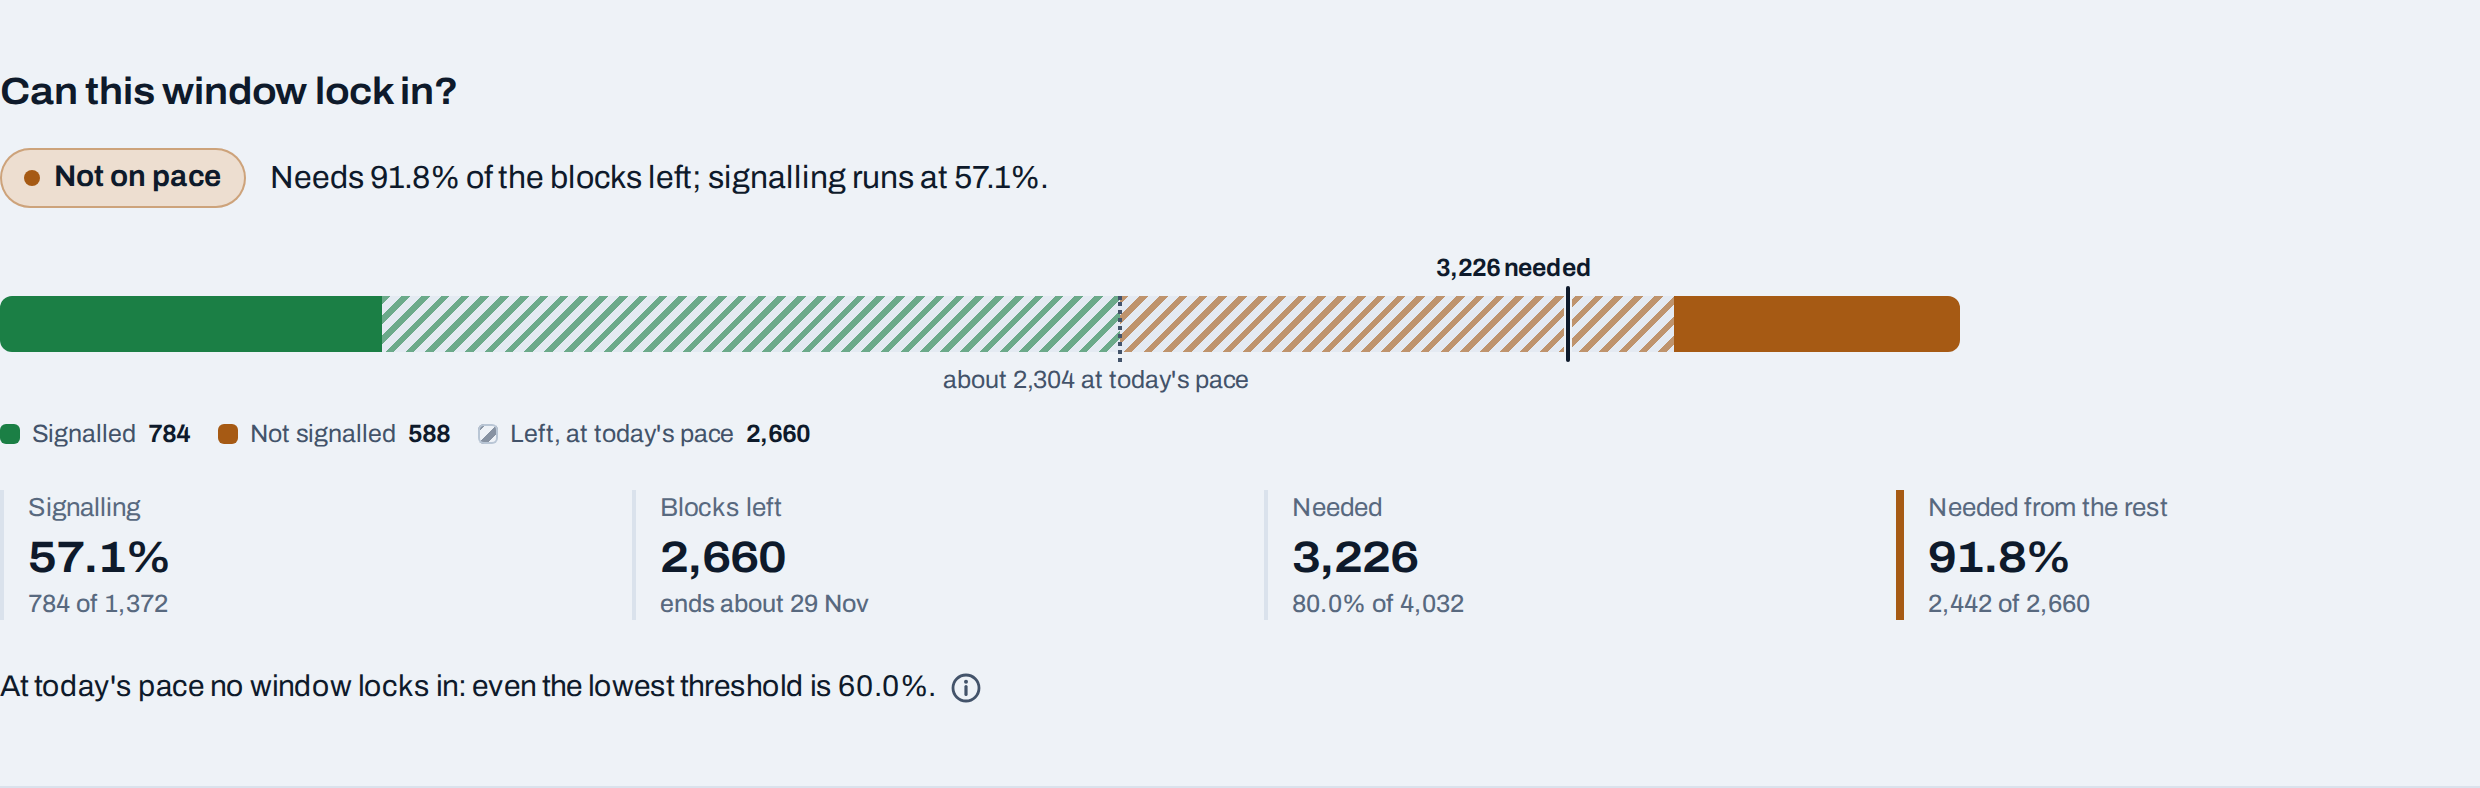 Can this window lock in?
Not on pace
Needs 91.8% of the blocks left; signalling runs at 57.1%.
3,226 needed
about 2,304 at today's pace
Signalled 784 Not signalled 588 Left, at today's pace 2,660
Signalling
57.1%
784 of 1,372
Blocks left
2,660
ends about 29 Nov
Needed
3,226
80.0% of 4,032
Needed from the rest
91.8%
2,442 of 2,660
At today's pace no window locks in: even the lowest threshold is 60.0%.